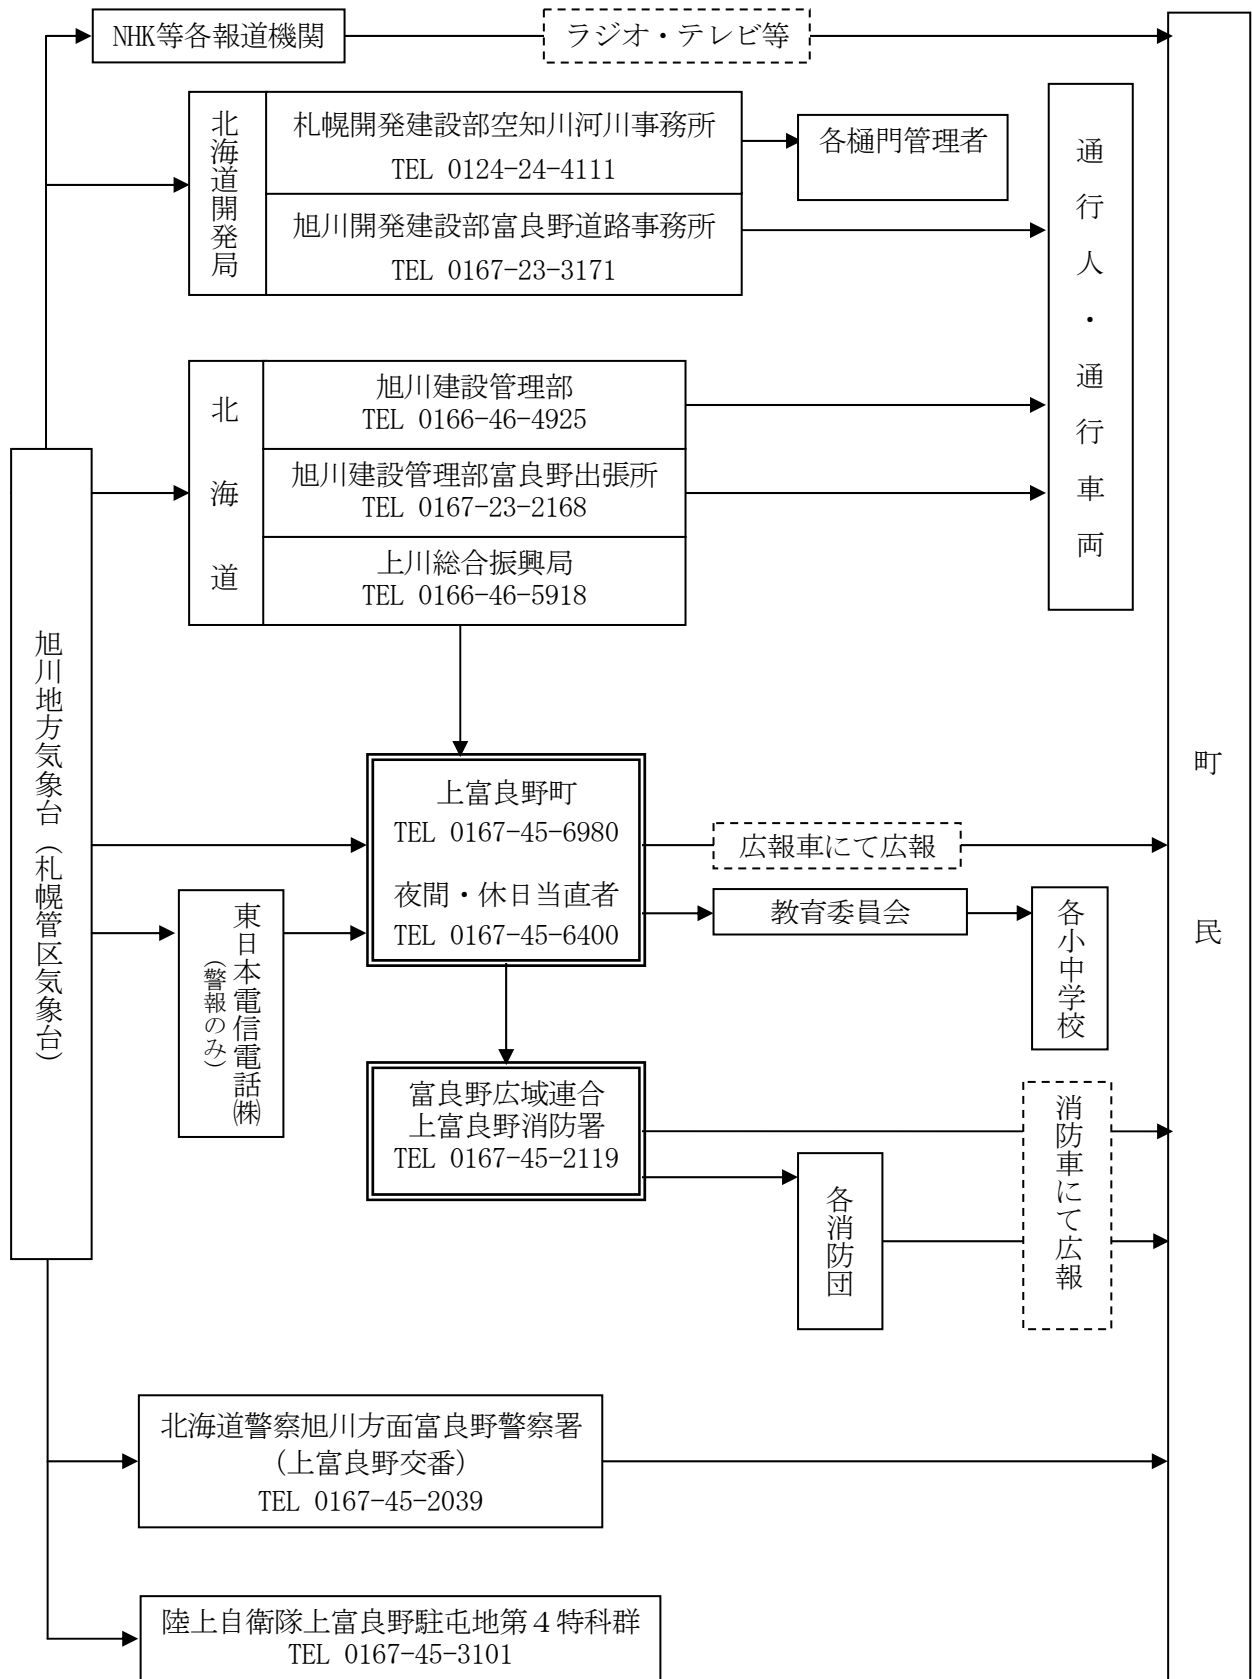 NHK等各報道機関
ラジオ・テレビ等
北海道開発局
札幌開発建設部空知川河川事務所
TEL 0124-24-4111
各樋門管理者
旭川開発建設部富良野道路事務所
TEL 0167-23-3171
通行人・通行車両
北海道
旭川建設管理部
TEL 0166-46-4925
旭川建設管理部富良野出張所
TEL 0167-23-2168
上川総合振興局
TEL 0166-46-5918
旭川地方気象台（札幌管区気象台）
町民
上富良野町
TEL 0167-45-6980
夜間・休日当直者
TEL 0167-45-6400
広報車にて広報
教育委員会
各小中学校
東日本電信電話㈱
（警報のみ）
富良野広域連合
上富良野消防署
TEL 0167-45-2119
各消防団
消防車にて広報
北海道警察旭川方面富良野警察署
（上富良野交番）
TEL 0167-45-2039
陸上自衛隊上富良野駐屯地第４特科群
TEL 0167-45-3101